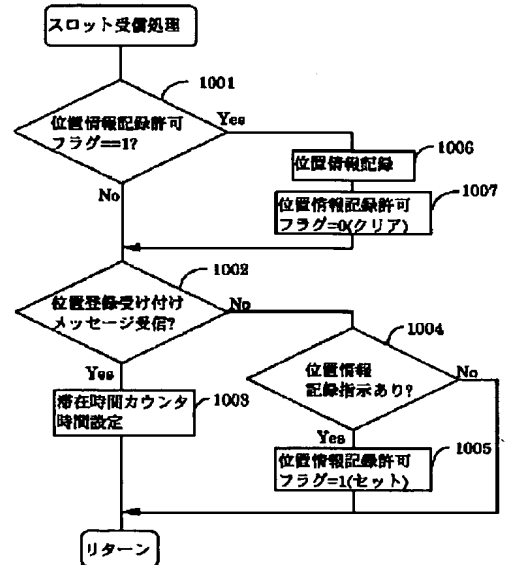 スロット受信処理
1001
位置情報記録許可
フラグ==1?
Yes
No
1006
位置情報記録
1007
位置情報記録許可
フラグ=0(クリア)
1002
位置登録受け付け
メッセージ受信?
No
Yes
1003
滞在時間カウンタ
時間設定
1004
位置情報
記録指示あり?
No
Yes
1005
位置情報記録許可
フラグ=1(セット)
リターン